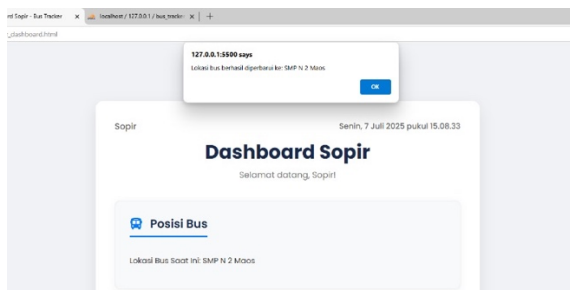 Sopir - Bus Tracker
localhost / 127.0.0.1 / bus_tracker
_dashboard.html
127.0.0.1:5500 says
Lokasi bus berhasil diperbarui ke: SMP N 2 Maos
OK
Sopir
Senin, 7 Juli 2025 pukul 15.08.33
Dashboard Sopir
Selamat datang, Sopir!
Posisi Bus
Lokasi Bus Saat Ini: SMP N 2 Maos